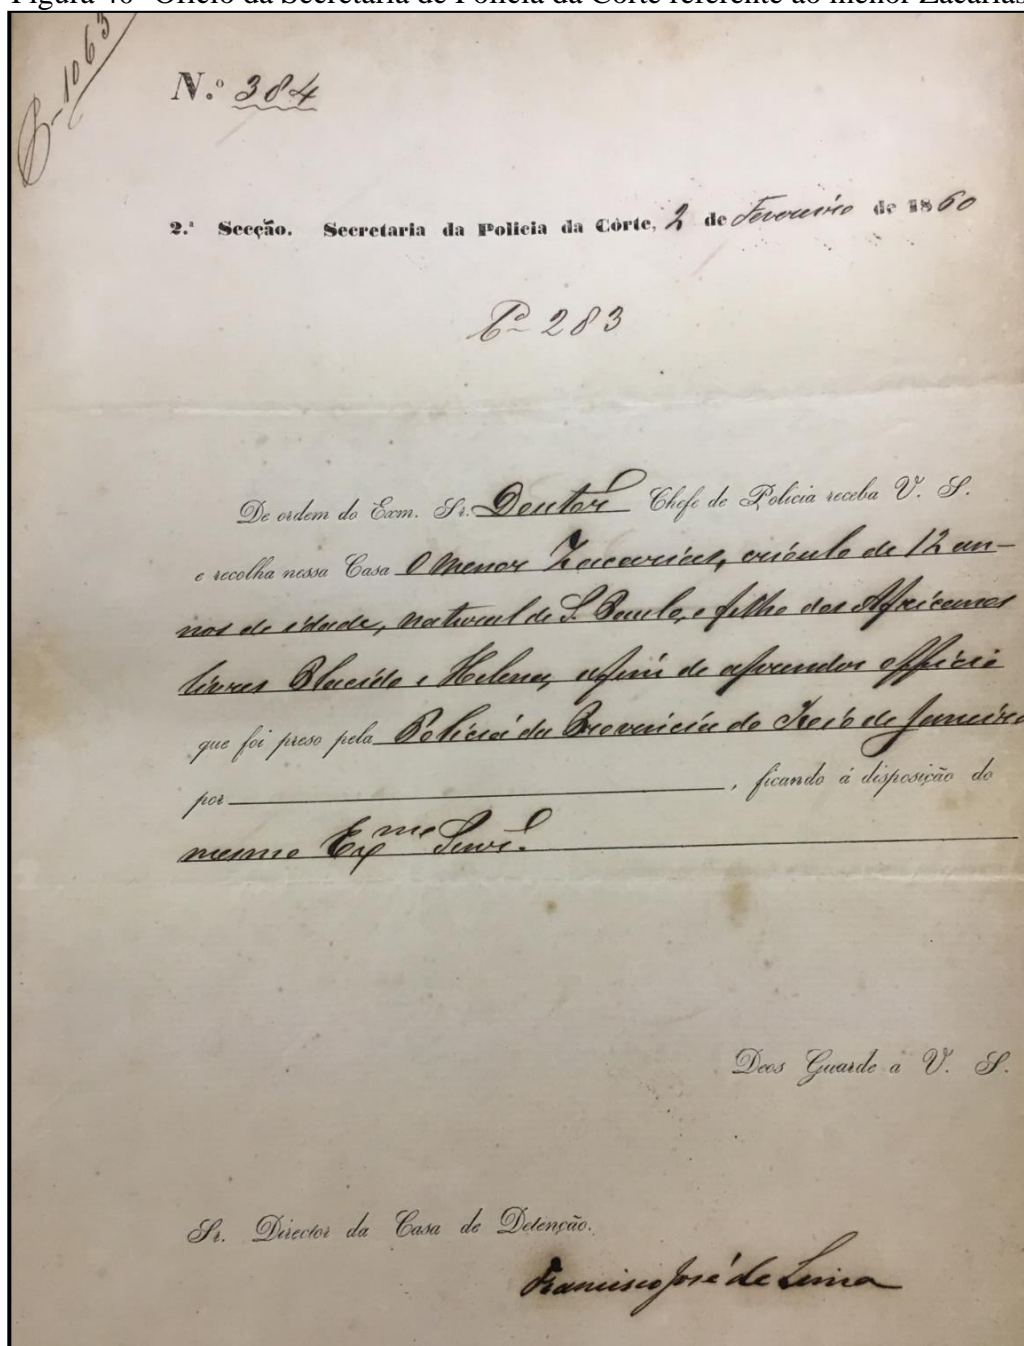 Figura 40- Ofício da Secretaria de Polícia da Corte referente ao menor Zacarias
B-1063
N.º 384
2.ª Secção. Secretaria da Policia da Côrte, 2 de Fevereiro de 1860
283
De ordem do Exm. Sr. Doutor Chefe de Policia receba V. S.
e recolha nessa Casa O menor Zacarias, crioulo de 12 an-
nos de idade, natural de S. Paulo, e filho dos Africanos
livres Placido e Helena, afim de aprender officio
que foi preso pela Policia da Provincia do Rio de Janeiro
por , ficando á disposição do
mesmo Exmo Senr.
Deos Guarde a V. S.
Sr. Director da Casa de Detenção.
Francisco José de Lima